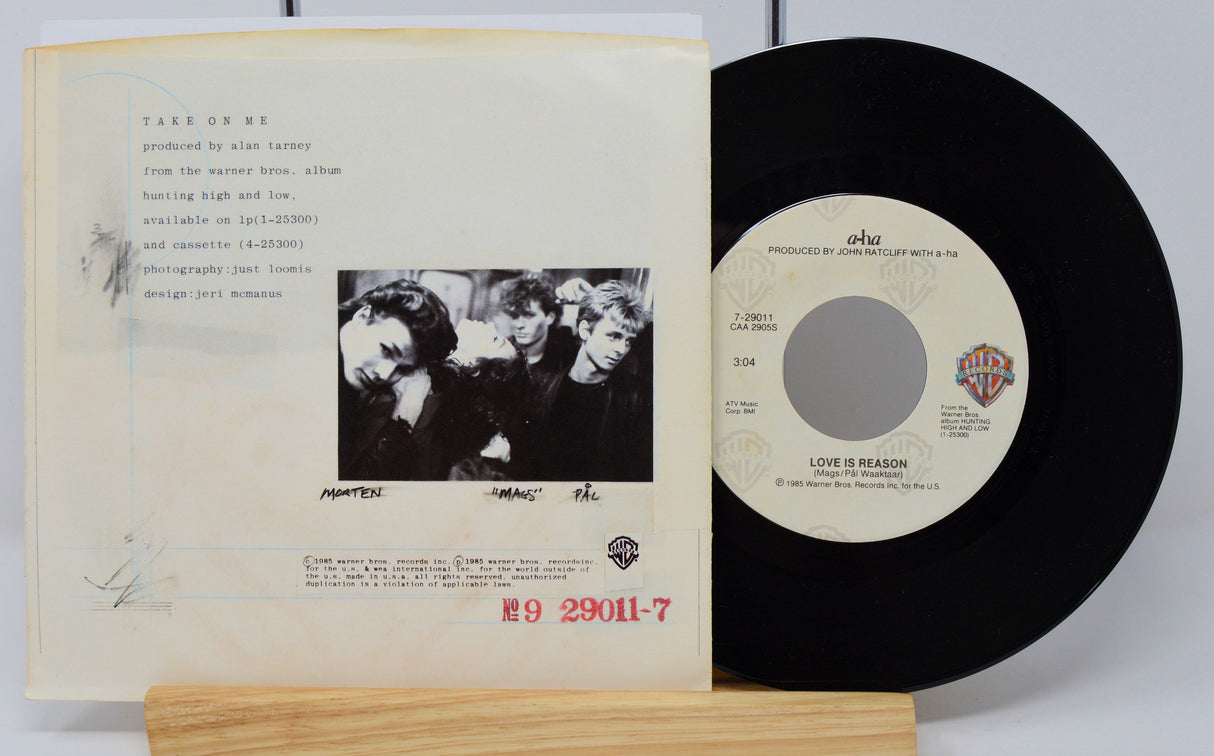 TAKE ON ME
produced by alan tarney
from the warner bros. album
hunting high and low,
available on lp(1-25300)
and cassette (4-25300)
photography:just loomis
design:jeri mcmanus
MORTEN "MAGS" PÅL
©1985 warner bros. records inc. ℗1985 warner bros. recordsinc.
for the u.s. & wea international inc. for the world outside of
the u.s. made in u.s.a. all rights reserved. unauthorized
duplication is a violation of applicable laws.
№ 9 29011-7
a-ha
PRODUCED BY JOHN RATCLIFF WITH a-ha
7-29011
CAA 2905S
3:04
ATV Music
Corp. BMI
RECORDS
From the
Warner Bros
album HUNTING
HIGH AND LOW
(1-25300)
LOVE IS REASON
(Mags/Pål Waaktaar)
℗ 1985 Warner Bros. Records Inc. for the U.S.